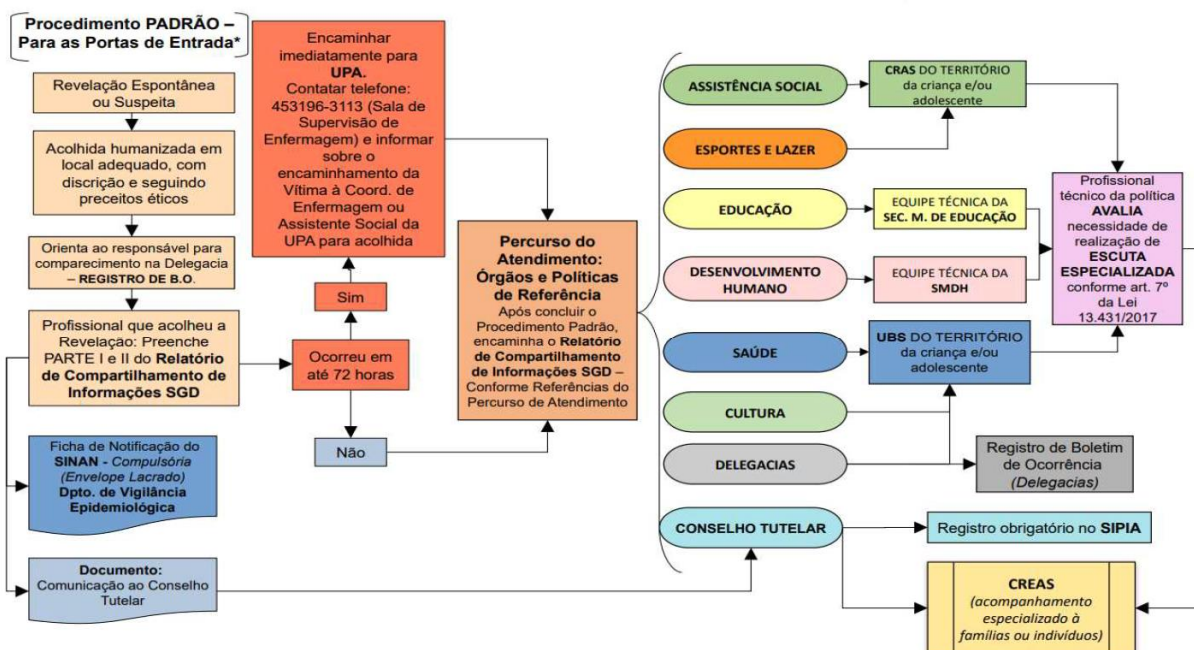 Procedimento PADRÃO –
Para as Portas de Entrada*
Revelação Espontânea
ou Suspeita
Acolhida humanizada em
local adequado, com
discrição e seguindo
preceitos éticos
Orienta ao responsável para
comparecimento na Delegacia
– REGISTRO DE B.O.
Profissional que acolheu a
Revelação: Preenche
PARTE I e II do Relatório
de Compartilhamento de
Informações SGD
Ficha de Notificação do
SINAN - Compulsória
(Envelope Lacrado)
Dpto. de Vigilância
Epidemiológica
Documento:
Comunicação ao Conselho
Tutelar
Encaminhar
imediatamente para
UPA.
Contatar telefone:
453196-3113 (Sala de
Supervisão de
Enfermagem) e informar
sobre o
encaminhamento da
Vítima à Coord. de
Enfermagem ou
Assistente Social da
UPA para acolhida
Sim
Ocorreu em
até 72 horas
Não
Percurso do
Atendimento:
Órgãos e Políticas
de Referência
Após concluir o
Procedimento Padrão,
encaminha o Relatório
de Compartilhamento
de Informações SGD –
Conforme Referências do
Percurso de Atendimento
ASSISTÊNCIA SOCIAL
ESPORTES E LAZER
EDUCAÇÃO
DESENVOLVIMENTO
HUMANO
SAÚDE
CULTURA
DELEGACIAS
CONSELHO TUTELAR
CRAS DO TERRITÓRIO
da criança e/ou
adolescente
EQUIPE TÉCNICA DA
SEC. M. DE EDUCAÇÃO
EQUIPE TÉCNICA DA
SMDH
UBS DO TERRITÓRIO
da criança e/ou
adolescente
Registro de Boletim
de Ocorrência
(Delegacias)
Registro obrigatório no SIPIA
CREAS
(acompanhamento
especializado à
famílias ou indivíduos)
Profissional
técnico da política
AVALIA
necessidade de
realização de
ESCUTA
ESPECIALIZADA
conforme art. 7º
da Lei
13.431/2017